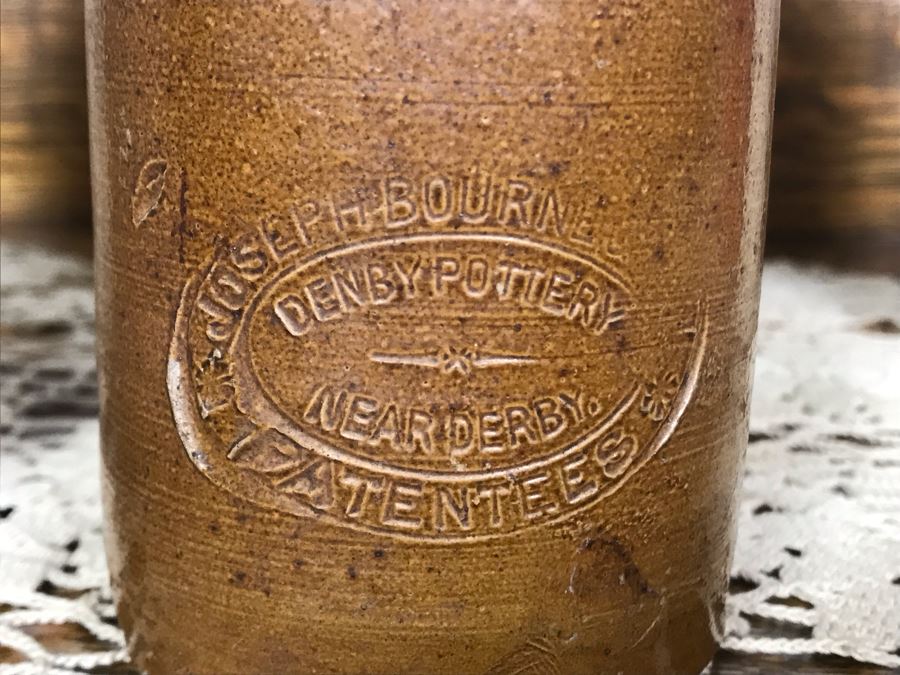 JOSEPH BOURNE
DENBY POTTERY
NEAR DERBY.
PATENTEES